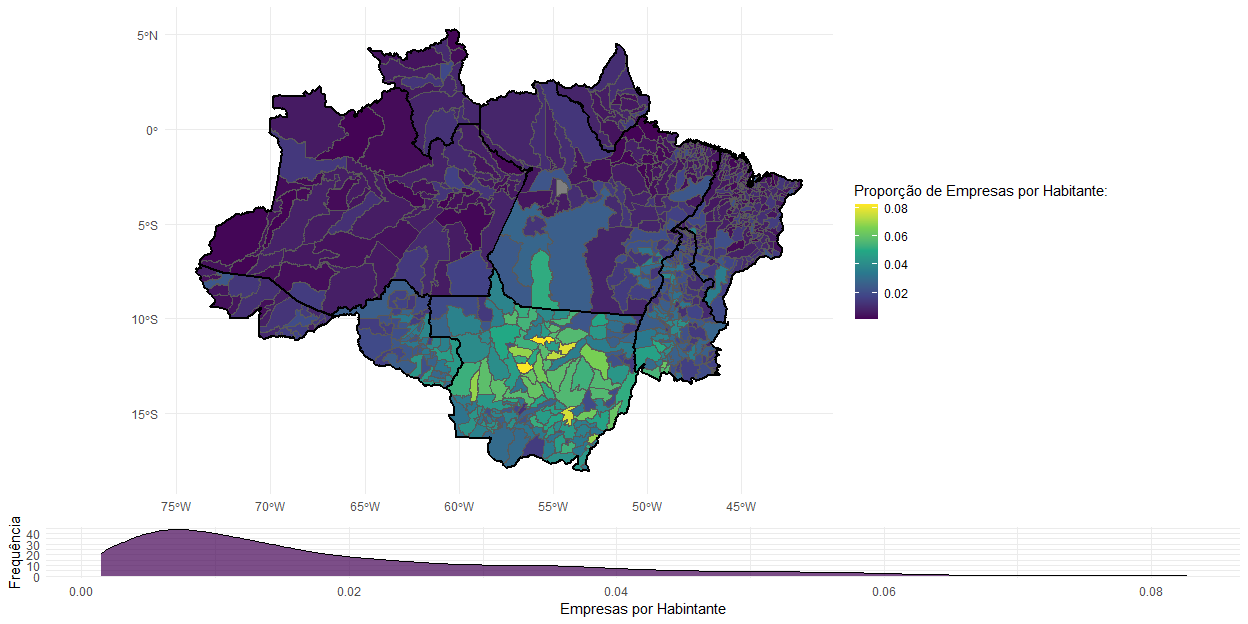 5°N
0°
5°S
10°S
15°S
75°W
70°W
65°W
60°W
55°W
50°W
45°W
Proporção de Empresas por Habitante:
0.08
0.06
0.04
0.02
Frequência
40
30
20
10
0
0.00
0.02
0.04
0.06
0.08
Empresas por Habintante